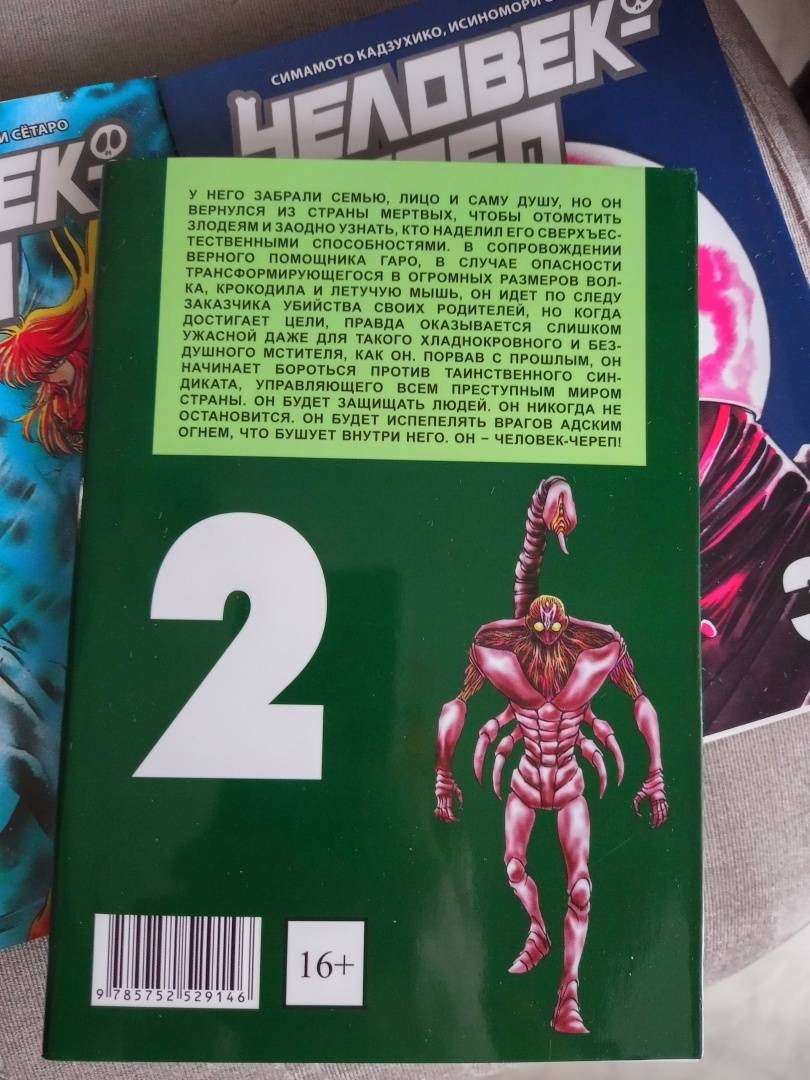 СИМАМОТО КАДЗУХИКО, ИСИНОМОРИ
ЧЕЛОВЕК-
И СЁТАРО
У НЕГО ЗАБРАЛИ СЕМЬЮ, ЛИЦО И САМУ ДУШУ, НО ОН
ВЕРНУЛСЯ ИЗ СТРАНЫ МЕРТВЫХ, ЧТОБЫ ОТОМСТИТЬ
ЗЛОДЕЯМ И ЗАОДНО УЗНАТЬ, КТО НАДЕЛИЛ ЕГО СВЕРХЪЕС-
ТЕСТВЕННЫМИ СПОСОБНОСТЯМИ. В СОПРОВОЖДЕНИИ
ВЕРНОГО ПОМОЩНИКА ГАРО, В СЛУЧАЕ ОПАСНОСТИ
ТРАНСФОРМИРУЮЩЕГОСЯ В ОГРОМНЫХ РАЗМЕРОВ ВОЛ-
КА, КРОКОДИЛА И ЛЕТУЧУЮ МЫШЬ, ОН ИДЕТ ПО СЛЕДУ
ЗАКАЗЧИКА УБИЙСТВА СВОИХ РОДИТЕЛЕЙ, НО КОГДА
ДОСТИГАЕТ ЦЕЛИ, ПРАВДА ОКАЗЫВАЕТСЯ СЛИШКОМ
УЖАСНОЙ ДАЖЕ ДЛЯ ТАКОГО ХЛАДНОКРОВНОГО И БЕЗ-
ДУШНОГО МСТИТЕЛЯ, КАК ОН. ПОРВАВ С ПРОШЛЫМ, ОН
НАЧИНАЕТ БОРОТЬСЯ ПРОТИВ ТАИНСТВЕННОГО СИН-
ДИКАТА, УПРАВЛЯЮЩЕГО ВСЕМ ПРЕСТУПНЫМ МИРОМ
СТРАНЫ. ОН БУДЕТ ЗАЩИЩАТЬ ЛЮДЕЙ. ОН НИКОГДА НЕ
ОСТАНОВИТСЯ. ОН БУДЕТ ИСПЕПЕЛЯТЬ ВРАГОВ АДСКИМ
ОГНЕМ, ЧТО БУШУЕТ ВНУТРИ НЕГО. ОН – ЧЕЛОВЕК-ЧЕРЕП!
2
16+
9 785752 529146